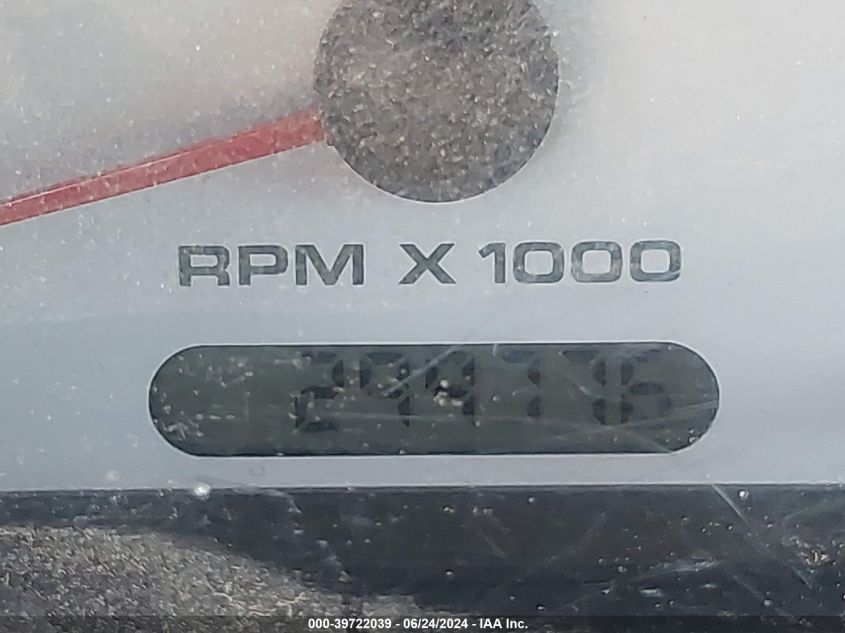 RPM X 1000
000-39722039 - 06/24/2024 - IAA Inc.